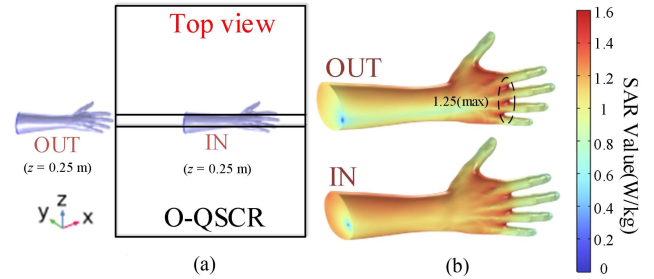 Top view
OUT
(z = 0.25 m)
IN
(z = 0.25 m)
z
y
x
O-QSCR
(a)
OUT
1.25(max)
IN
(b)
1.6
1.4
1.2
1
0.8
0.6
0.4
0.2
0
SAR Value(W/kg)